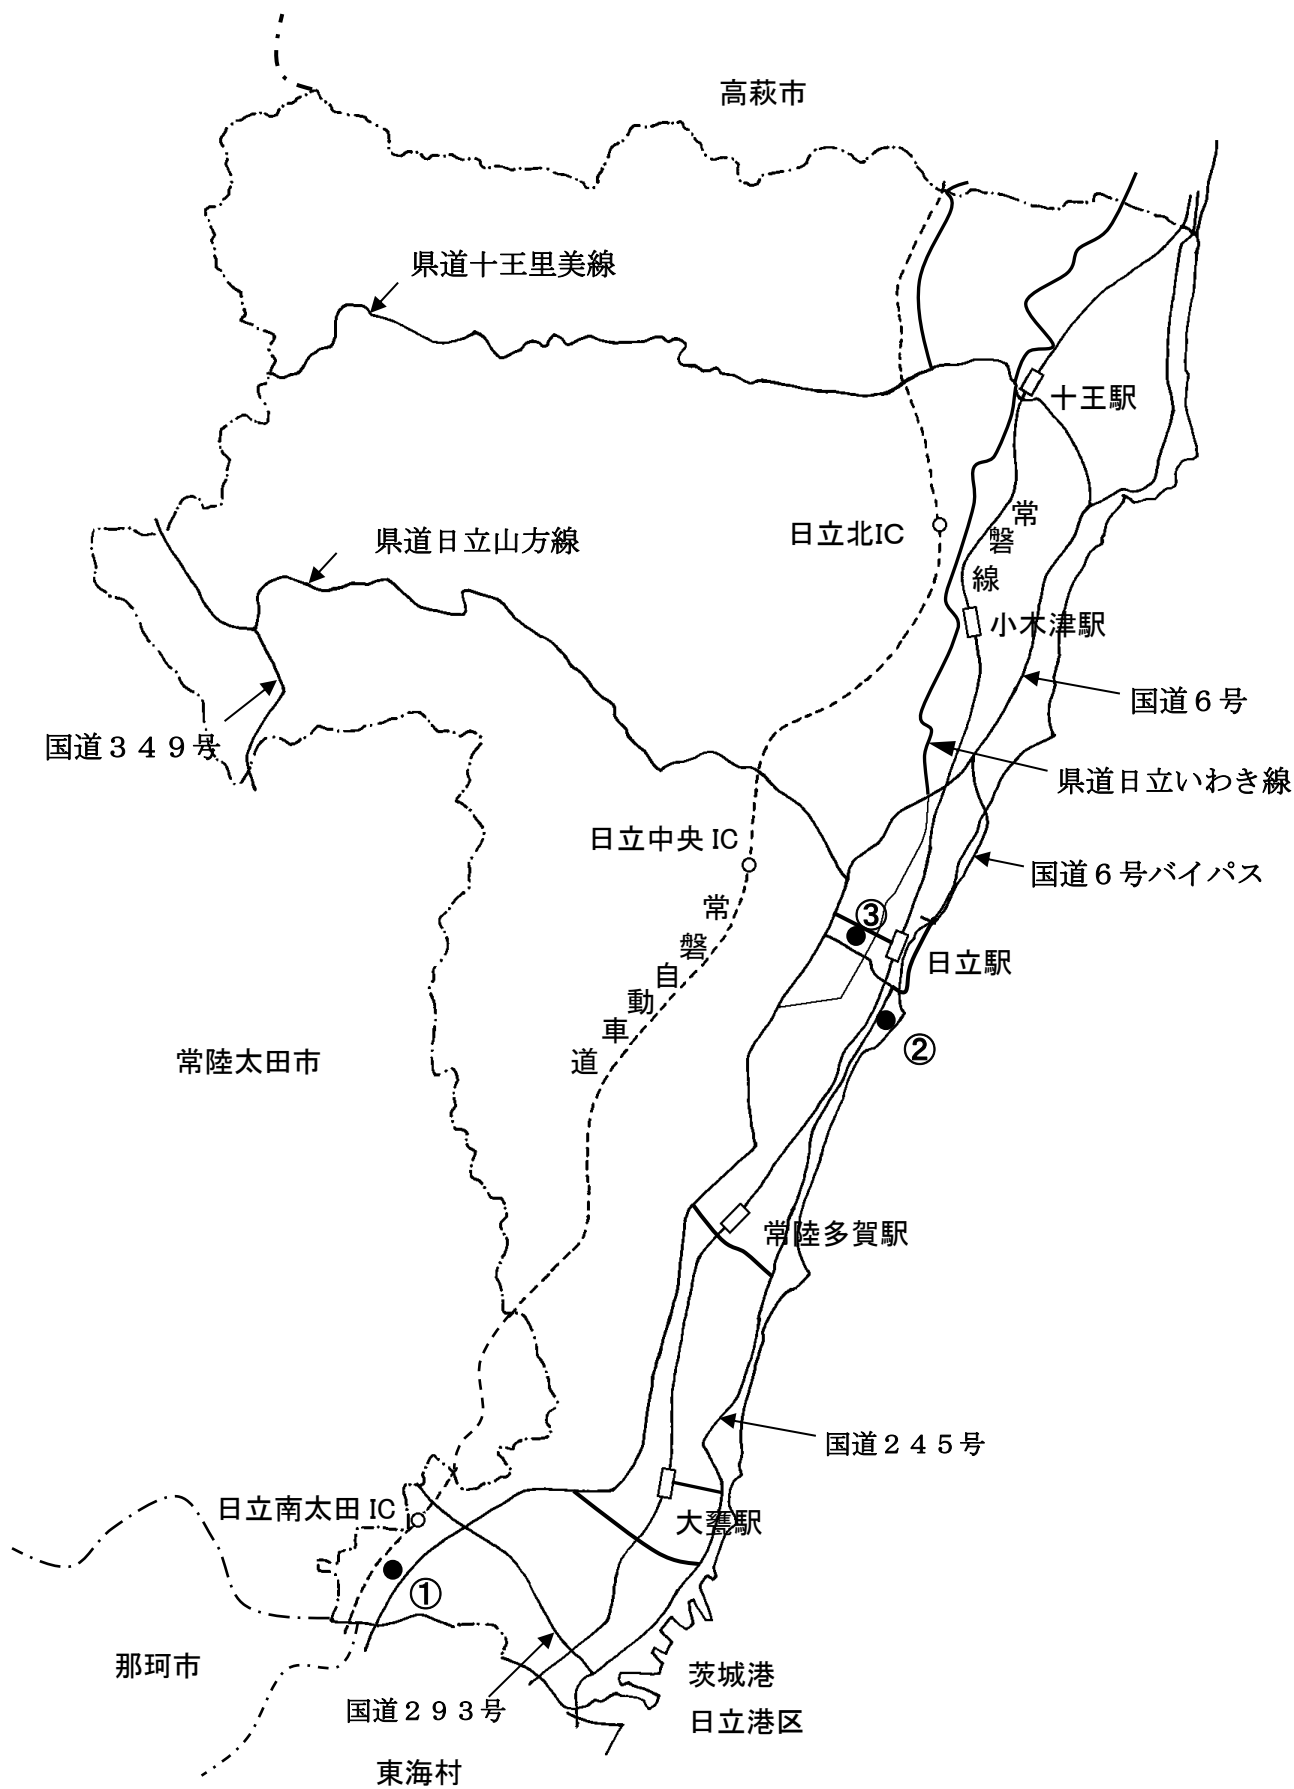 高萩市
県道十王里美線
十王駅
常磐線
日立北IC
県道日立山方線
小木津駅
国道６号
国道３４９号
県道日立いわき線
日立中央 IC
国道６号バイパス
常磐自動車道
③
日立駅
②
常陸太田市
常陸多賀駅
国道２４５号
日立南太田 IC
大甕駅
①
那珂市
茨城港
日立港区
国道２９３号
東海村